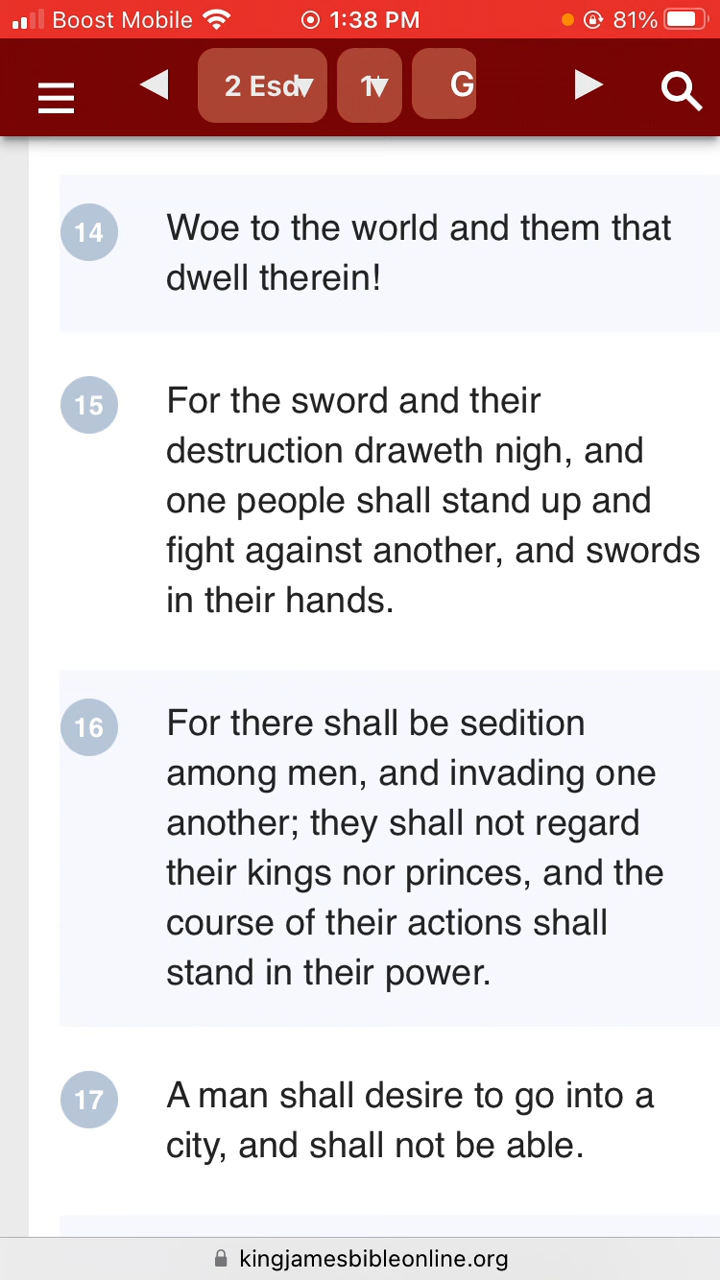 Boost Mobile 1:38 PM 81%
2 Esd 1 G
14 Woe to the world and them that
dwell therein!
15 For the sword and their
destruction draweth nigh, and
one people shall stand up and
fight against another, and swords
in their hands.
16 For there shall be sedition
among men, and invading one
another; they shall not regard
their kings nor princes, and the
course of their actions shall
stand in their power.
17 A man shall desire to go into a
city, and shall not be able.
kingjamesbibleonline.org